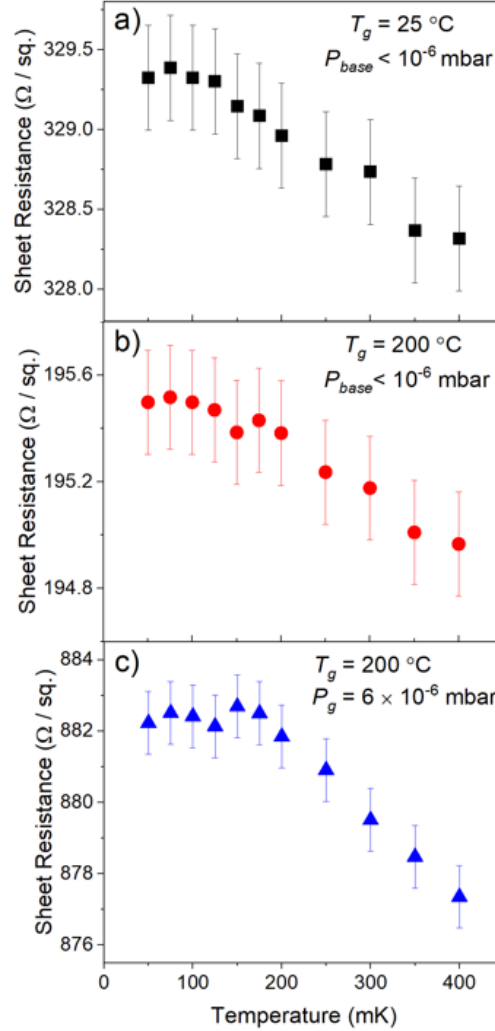 a)
T_g = 25 °C
P_base < 10⁻⁶ mbar
Sheet Resistance (Ω / sq.)
329.5
329.0
328.5
328.0
b)
T_g = 200 °C
P_base < 10⁻⁶ mbar
Sheet Resistance (Ω / sq.)
195.6
195.2
194.8
c)
T_g = 200 °C
P_g = 6 × 10⁻⁶ mbar
Sheet Resistance (Ω / sq.)
884
882
880
878
876
0 100 200 300 400
Temperature (mK)